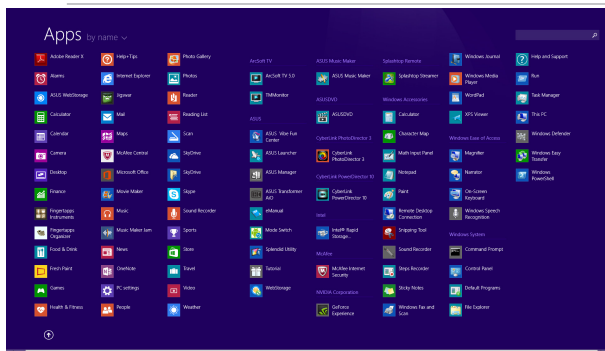 Apps by name
Adobe Reader X
Alarms
ASUS WebStorage
Calculator
Calendar
Camera
Desktop
Finance
Fingertapps
Instruments
Fingertapps
Organizer
Food & Drink
Fresh Paint
Games
Health & Fitness
Help+Tips
Internet Explorer
Jigswar
Mail
Maps
McAfee Central
Microsoft Office
Movie Maker
Music
Music Maker Jam
News
OneNote
PC settings
People
Photo Gallery
Photos
Reader
Reading List
Scan
SkyDrive
SkyDrive
Skype
Sound Recorder
Sports
Store
Travel
Video
Weather
ArcSoft TV
ArcSoft TV 5.0
TMMonitor
ASUS
ASUS Vibe Fun
Center
ASUS Launcher
ASUS Manager
ASUS Transformer
AiO
eManual
Mode Switch
Splendid Utility
Tutorial
WebStorage
ASUS Music Maker
ASUS Music Maker
ASUSDVD
ASUSDVD
CyberLink PhotoDirector 3
CyberLink
PhotoDirector 3
CyberLink PowerDirector 10
CyberLink
PowerDirector 10
Intel
Intel® Rapid
Storage...
McAfee
McAfee Internet
Security
NVIDIA Corporation
GeForce
Experience
Splashtop Remote
Splashtop Streamer
Windows Accessories
Calculator
Character Map
Math Input Panel
Notepad
Paint
Remote Desktop
Connection
Snipping Tool
Sound Recorder
Steps Recorder
Sticky Notes
Windows Fax and
Scan
Windows Journal
Windows Media
Player
WordPad
XPS Viewer
Windows Ease of Access
Magnifier
Narrator
On-Screen
Keyboard
Windows Speech
Recognition
Windows System
Command Prompt
Control Panel
Default Programs
File Explorer
Help and Support
Run
Task Manager
This PC
Windows Defender
Windows Easy
Transfer
Windows
PowerShell